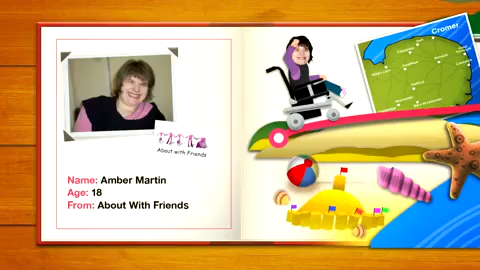 About with Friends
Name: Amber Martin
Age: 18
From: About With Friends
Cromer